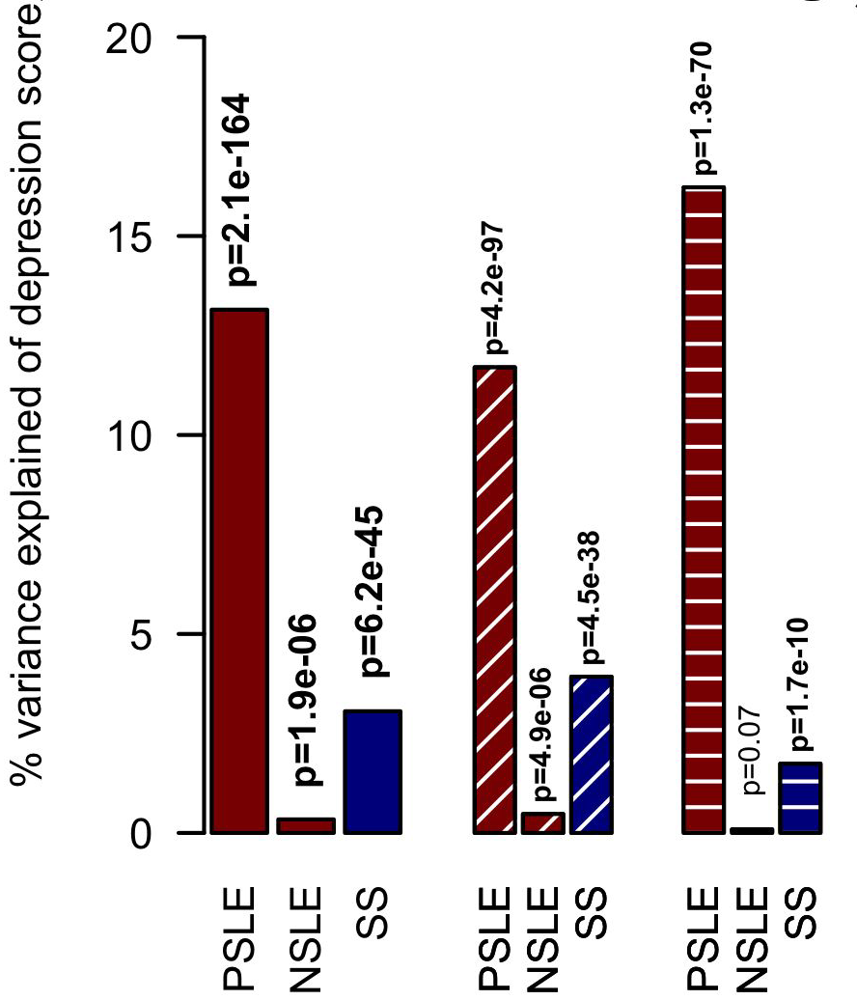 % variance explained of depression score
20
15
10
5
0
p=2.1e-164
p=1.9e-06
p=6.2e-45
p=4.2e-97
p=4.9e-06
p=4.5e-38
p=1.3e-70
p=0.07
p=1.7e-10
PSLE
NSLE
SS
PSLE
NSLE
SS
PSLE
NSLE
SS